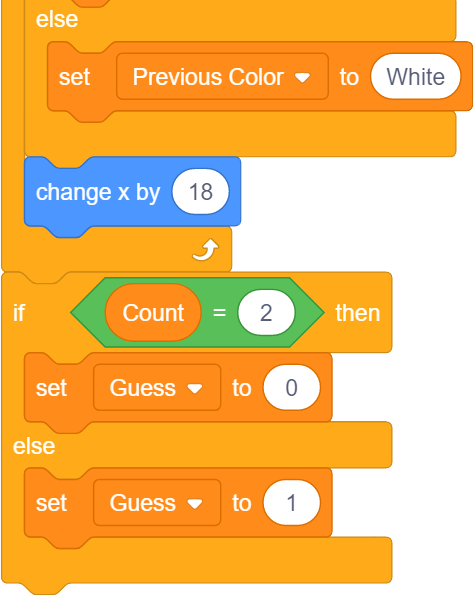 else
set Previous Color to White
change x by 18
if Count = 2 then
set Guess to 0
else
set Guess to 1